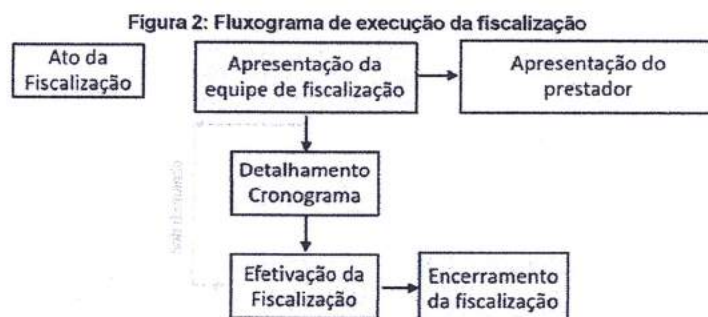 Figura 2: Fluxograma de execução da fiscalização
Ato da
Fiscalização
Apresentação da
equipe de fiscalização
Apresentação do
prestador
Detalhamento
Cronograma
Efetivação da
Fiscalização
Encerramento
da fiscalização